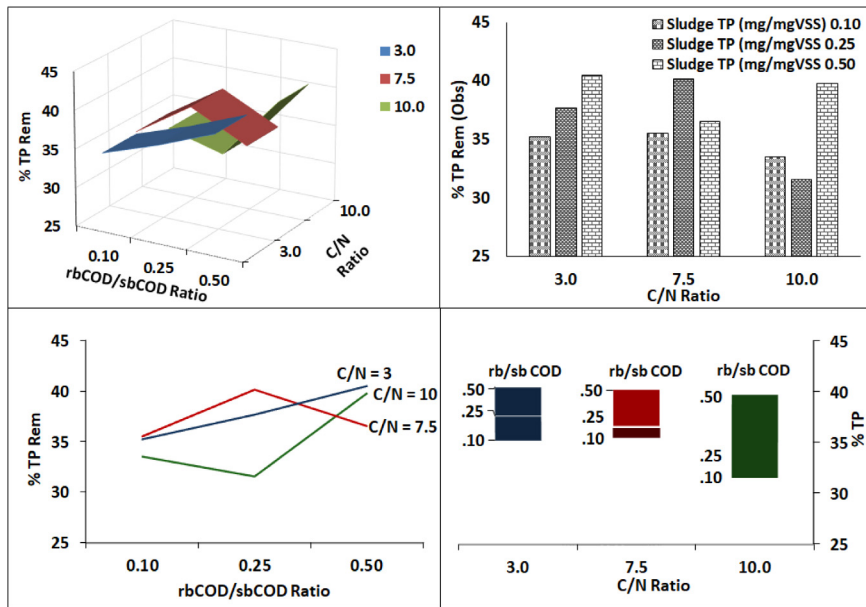 45
40
35
30
25
% TP Rem
0.10
0.25
0.50
rbCOD/sbCOD Ratio
3.0
10.0
C/N
Ratio
3.0
7.5
10.0
45
40
35
30
25
% TP Rem (Obs)
Sludge TP (mg/mgVSS) 0.10
Sludge TP (mg/mgVSS 0.25
Sludge TP (mg/mgVSS 0.50
3.0
7.5
10.0
C/N Ratio
45
40
35
30
25
% TP Rem
C/N = 3
C/N = 10
C/N = 7.5
0.10
0.25
0.50
rbCOD/sbCOD Ratio
rb/sb COD
.50
.25
.10
rb/sb COD
.50
.25
.10
rb/sb COD
.50
.25
.10
45
40
35
30
25
% TP
3.0
7.5
10.0
C/N Ratio